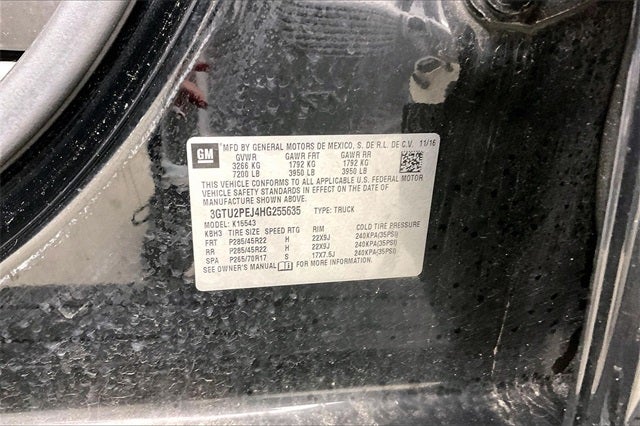 GM
MFD BY GENERAL MOTORS DE MEXICO, S. DE R.L. DE C.V. 11/16
GVWR GAWR FRT GAWR RR
3266 KG 1792 KG 1792 KG
7200 LB 3950 LB 3950 LB
THIS VEHICLE CONFORMS TO ALL APPLICABLE U.S. FEDERAL MOTOR
VEHICLE SAFETY STANDARDS IN EFFECT ON THE DATE OF
MANUFACTURE SHOWN ABOVE.
3GTU2PEJ4HG255635 TYPE: TRUCK
MODEL: K15543
KBH3 TIRE SIZE SPEED RTG RIM COLD TIRE PRESSURE
FRT P285/45R22 H 22X9J 240KPA(35PSI)
RR P285/45R22 H 22X9J 240KPA(35PSI)
SPA P265/70R17 S 17X7.5J 240KPA(35PSI)
SEE OWNER'S MANUAL FOR MORE INFORMATION.